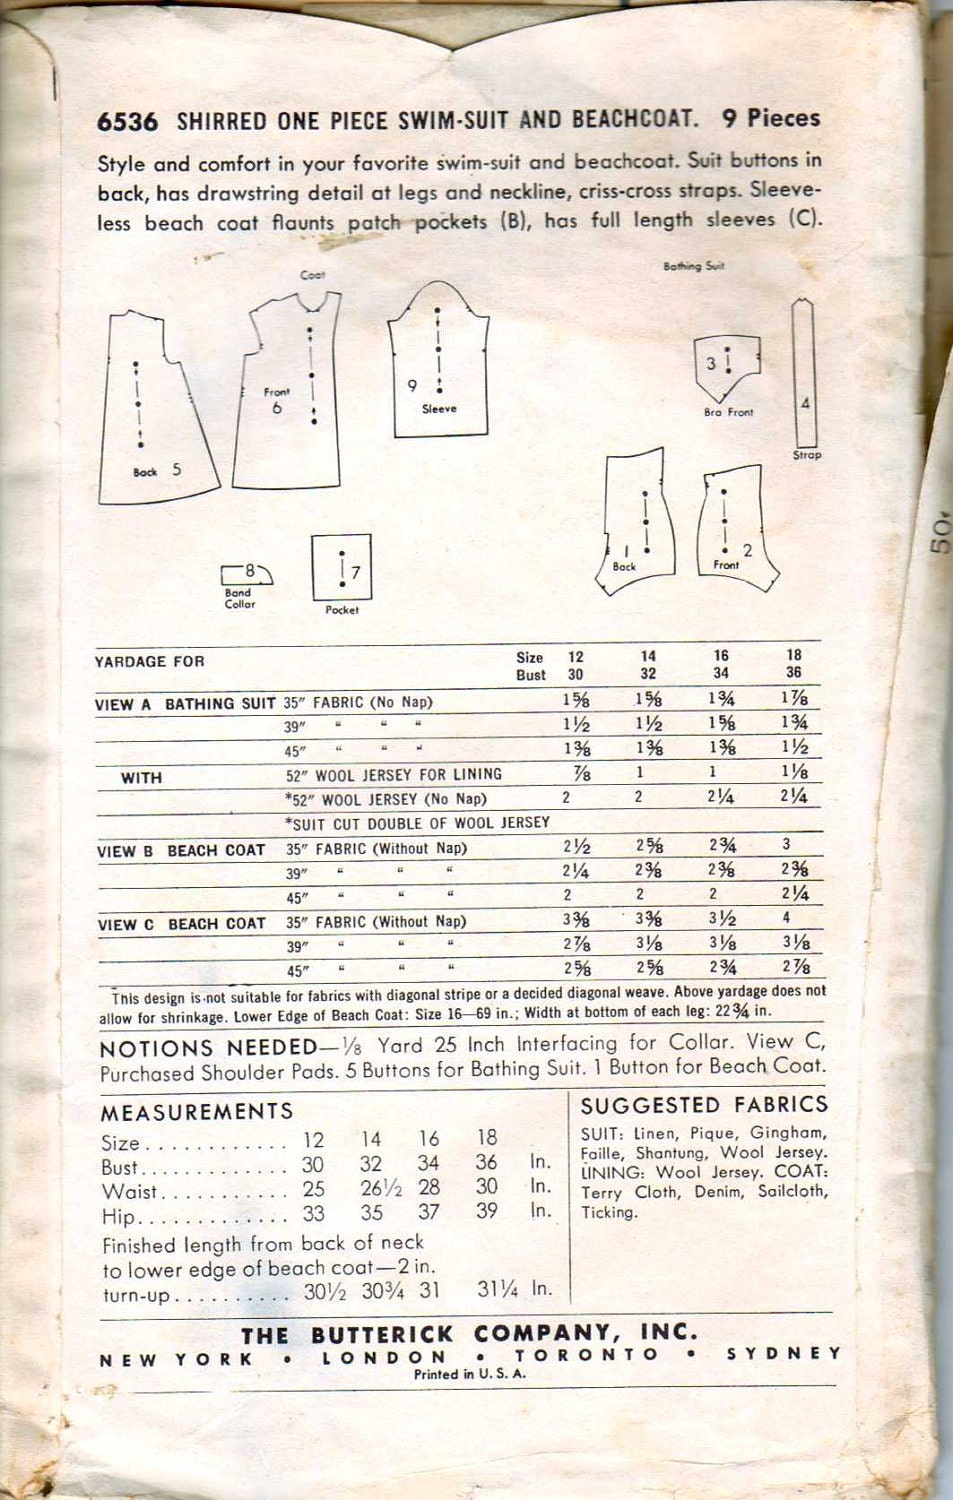 6536 SHIRRED ONE PIECE SWIM-SUIT AND BEACHCOAT. 9 Pieces
Style and comfort in your favorite swim-suit and beachcoat. Suit buttons in
back, has drawstring detail at legs and neckline, criss-cross straps. Sleeve-
less beach coat flaunts patch pockets (B), has full length sleeves (C).
Coat
Bathing Suit
Back 5
Front
6
9
Sleeve
3
Bra Front
4
Strap
1
Back
2
Front
8
Band
Collar
7
Pocket
50¢
YARDAGE FOR Size 12 14 16 18
Bust 30 32 34 36
VIEW A BATHING SUIT 35" FABRIC (No Nap) 1⅝ 1⅝ 1¾ 1⅞
39" " " " 1½ 1½ 1⅝ 1¾
45" " " " 1⅜ 1⅜ 1⅜ 1½
WITH 52" WOOL JERSEY FOR LINING ⅞ 1 1 1⅛
*52" WOOL JERSEY (No Nap) 2 2 2¼ 2¼
*SUIT CUT DOUBLE OF WOOL JERSEY
VIEW B BEACH COAT 35" FABRIC (Without Nap) 2½ 2⅝ 2¾ 3
39" " " " 2¼ 2⅜ 2⅜ 2⅜
45" " " " 2 2 2 2¼
VIEW C BEACH COAT 35" FABRIC (Without Nap) 3⅜ 3⅜ 3½ 4
39" " " " 2⅞ 3⅛ 3⅛ 3⅛
45" " " " 2⅝ 2⅝ 2¾ 2⅞
This design is not suitable for fabrics with diagonal stripe or a decided diagonal weave. Above yardage does not
allow for shrinkage. Lower Edge of Beach Coat: Size 16—69 in.; Width at bottom of each leg: 22¾ in.
NOTIONS NEEDED—⅛ Yard 25 Inch Interfacing for Collar. View C,
Purchased Shoulder Pads. 5 Buttons for Bathing Suit. 1 Button for Beach Coat.
MEASUREMENTS
Size............ 12 14 16 18
Bust............. 30 32 34 36 In.
Waist........... 25 26½ 28 30 In.
Hip............. 33 35 37 39 In.
Finished length from back of neck
to lower edge of beach coat—2 in.
turn-up.......... 30½ 30¾ 31 31¼ In.
SUGGESTED FABRICS
SUIT: Linen, Pique, Gingham,
Faille, Shantung, Wool Jersey.
LINING: Wool Jersey. COAT:
Terry Cloth, Denim, Sailcloth,
Ticking.
THE BUTTERICK COMPANY, INC.
NEW YORK • LONDON • TORONTO • SYDNEY
Printed in U. S. A.